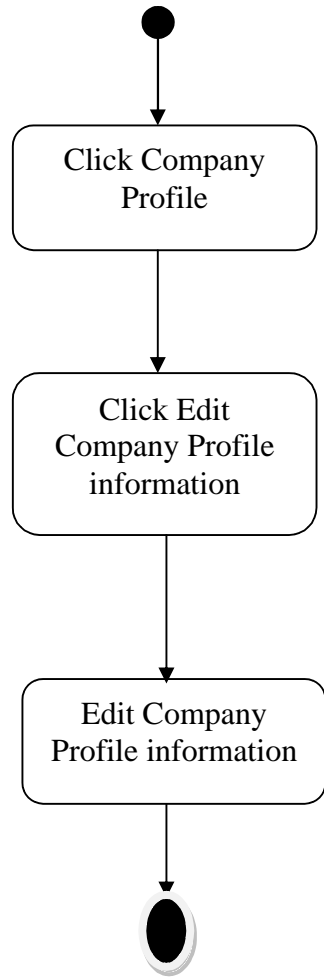 Click Company
Profile
Click Edit
Company Profile
information
Edit Company
Profile information